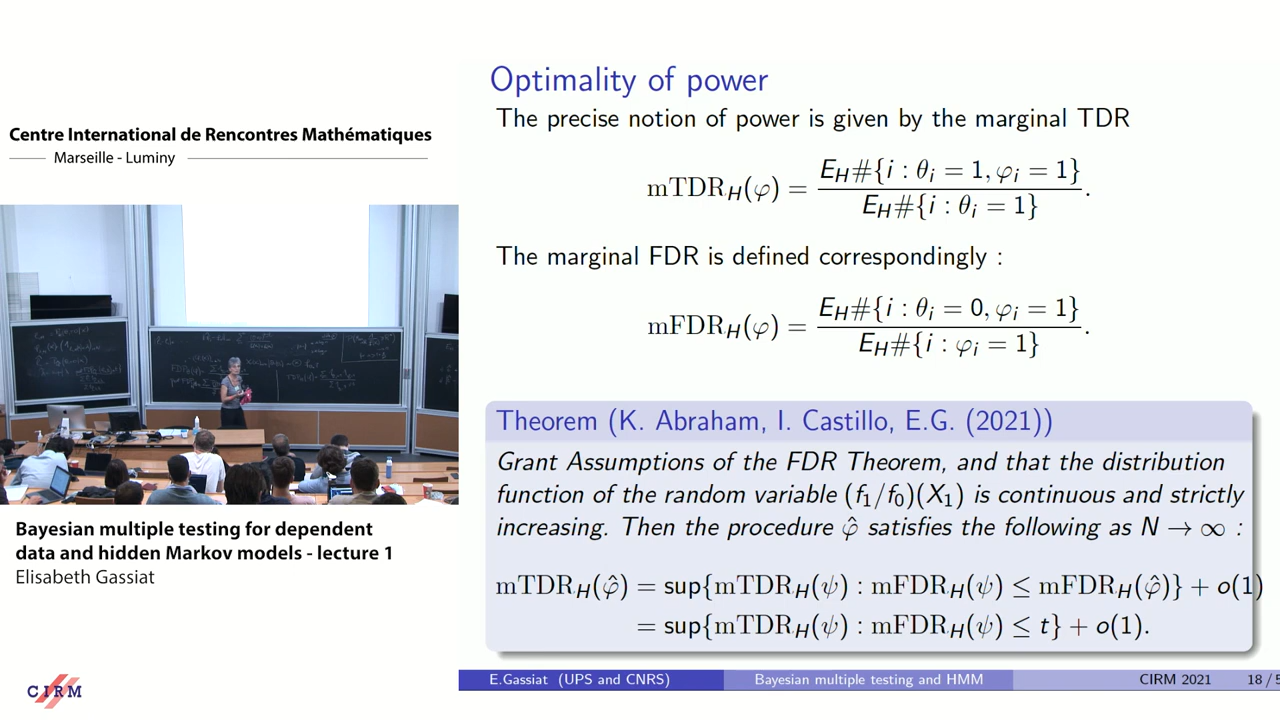 Centre International de Rencontres Mathématiques
Marseille - Luminy
Bayesian multiple testing for dependent
data and hidden Markov models - lecture 1
Elisabeth Gassiat
CIRM
Optimality of power
The precise notion of power is given by the marginal TDR
mTDR_H(φ) = E_H#{i : θ_i = 1, φ_i = 1} / E_H#{i : θ_i = 1}.
The marginal FDR is defined correspondingly :
mFDR_H(φ) = E_H#{i : θ_i = 0, φ_i = 1} / E_H#{i : φ_i = 1}.
Theorem (K. Abraham, I. Castillo, E.G. (2021))
Grant Assumptions of the FDR Theorem, and that the distribution
function of the random variable (f_1/f_0)(X_1) is continuous and strictly
increasing. Then the procedure φ̂ satisfies the following as N → ∞ :
mTDR_H(φ̂) = sup{mTDR_H(ψ) : mFDR_H(ψ) ≤ mFDR_H(φ̂)} + o(1)
= sup{mTDR_H(ψ) : mFDR_H(ψ) ≤ t} + o(1).
E.Gassiat (UPS and CNRS) Bayesian multiple testing and HMM CIRM 2021 18 / 5